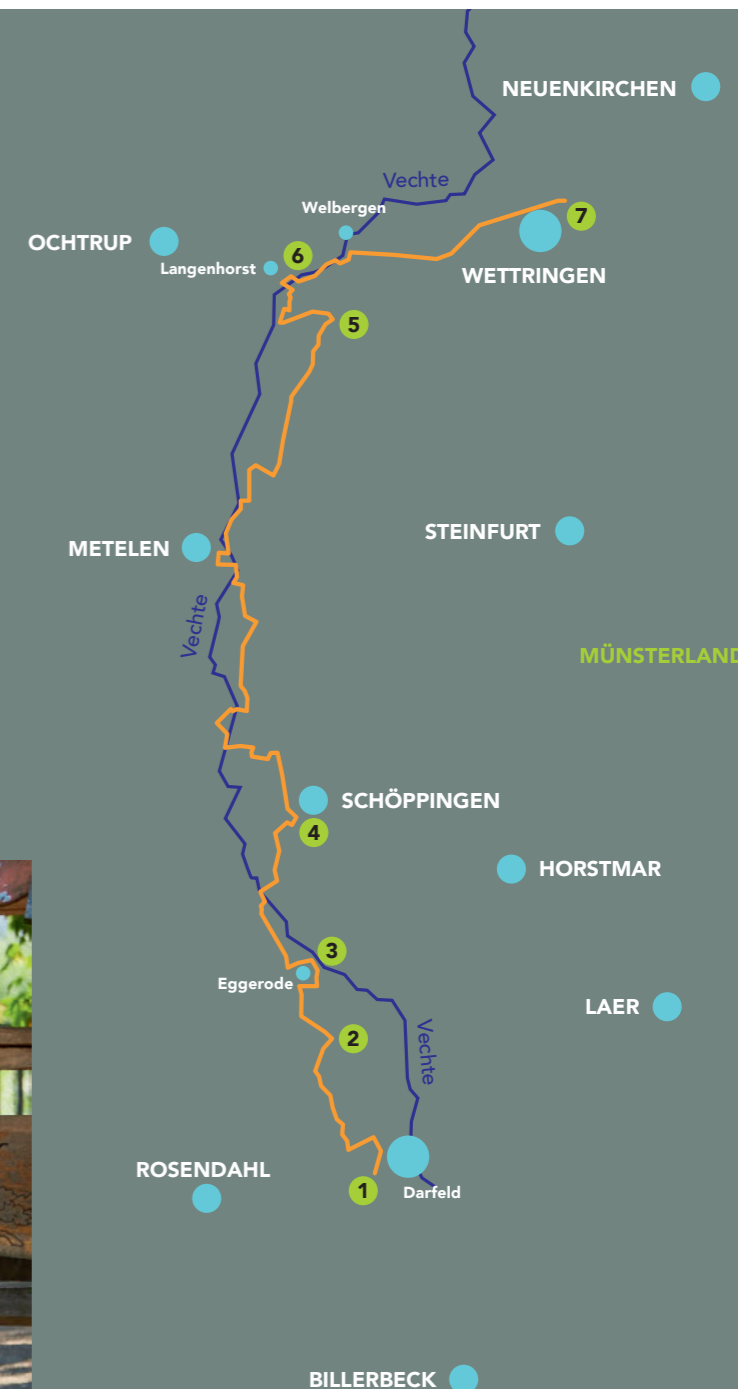 NEUENKIRCHEN
Vechte
Welbergen
7
OCHTRUP
6
Langenhorst
WETTRINGEN
5
STEINFURT
METELEN
Vechte
MÜNSTERLAND
SCHÖPPINGEN
4
HORSTMAR
3
Eggerode
LAER
2
Vechte
ROSENDAHL
1
Darfeld
BILLERBECK